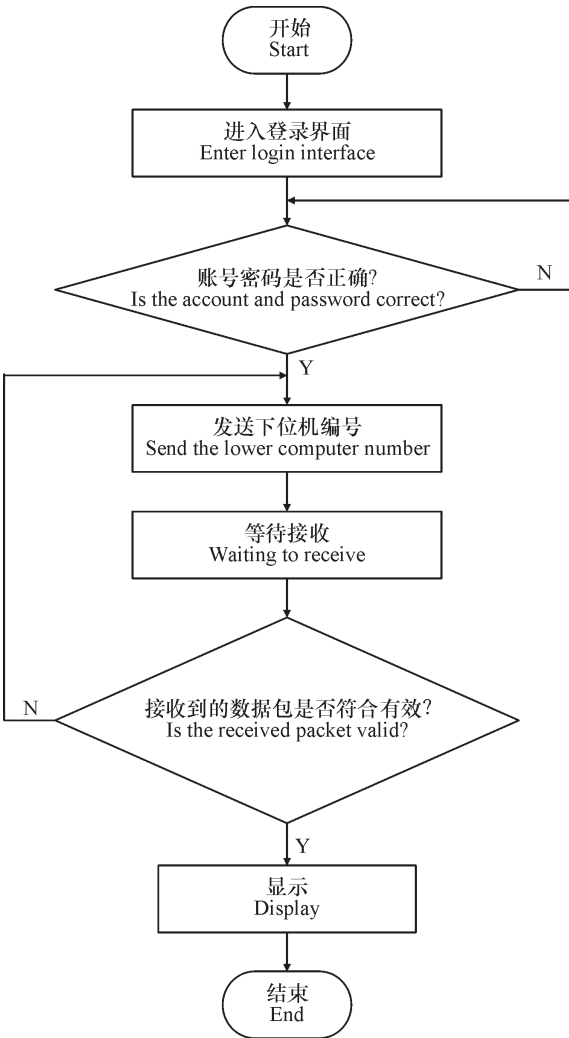 开始
Start
进入登录界面
Enter login interface
账号密码是否正确?
Is the account and password correct?
N
Y
发送下位机编号
Send the lower computer number
等待接收
Waiting to receive
接收到的数据包是否符合有效?
Is the received packet valid?
N
Y
显示
Display
结束
End